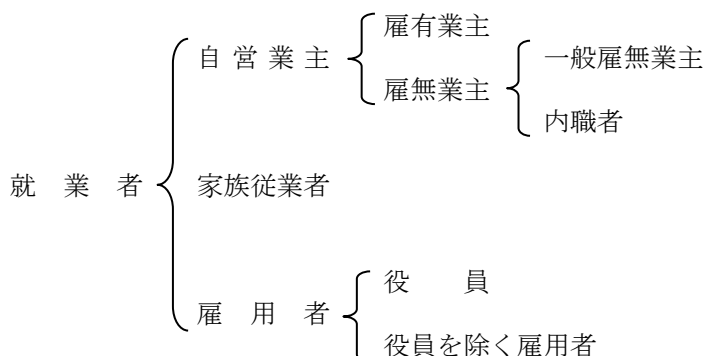 雇有業主
自営業主
一般雇無業主
雇無業主
内職者
就業者
家族従業者
役員
雇用者
役員を除く雇用者